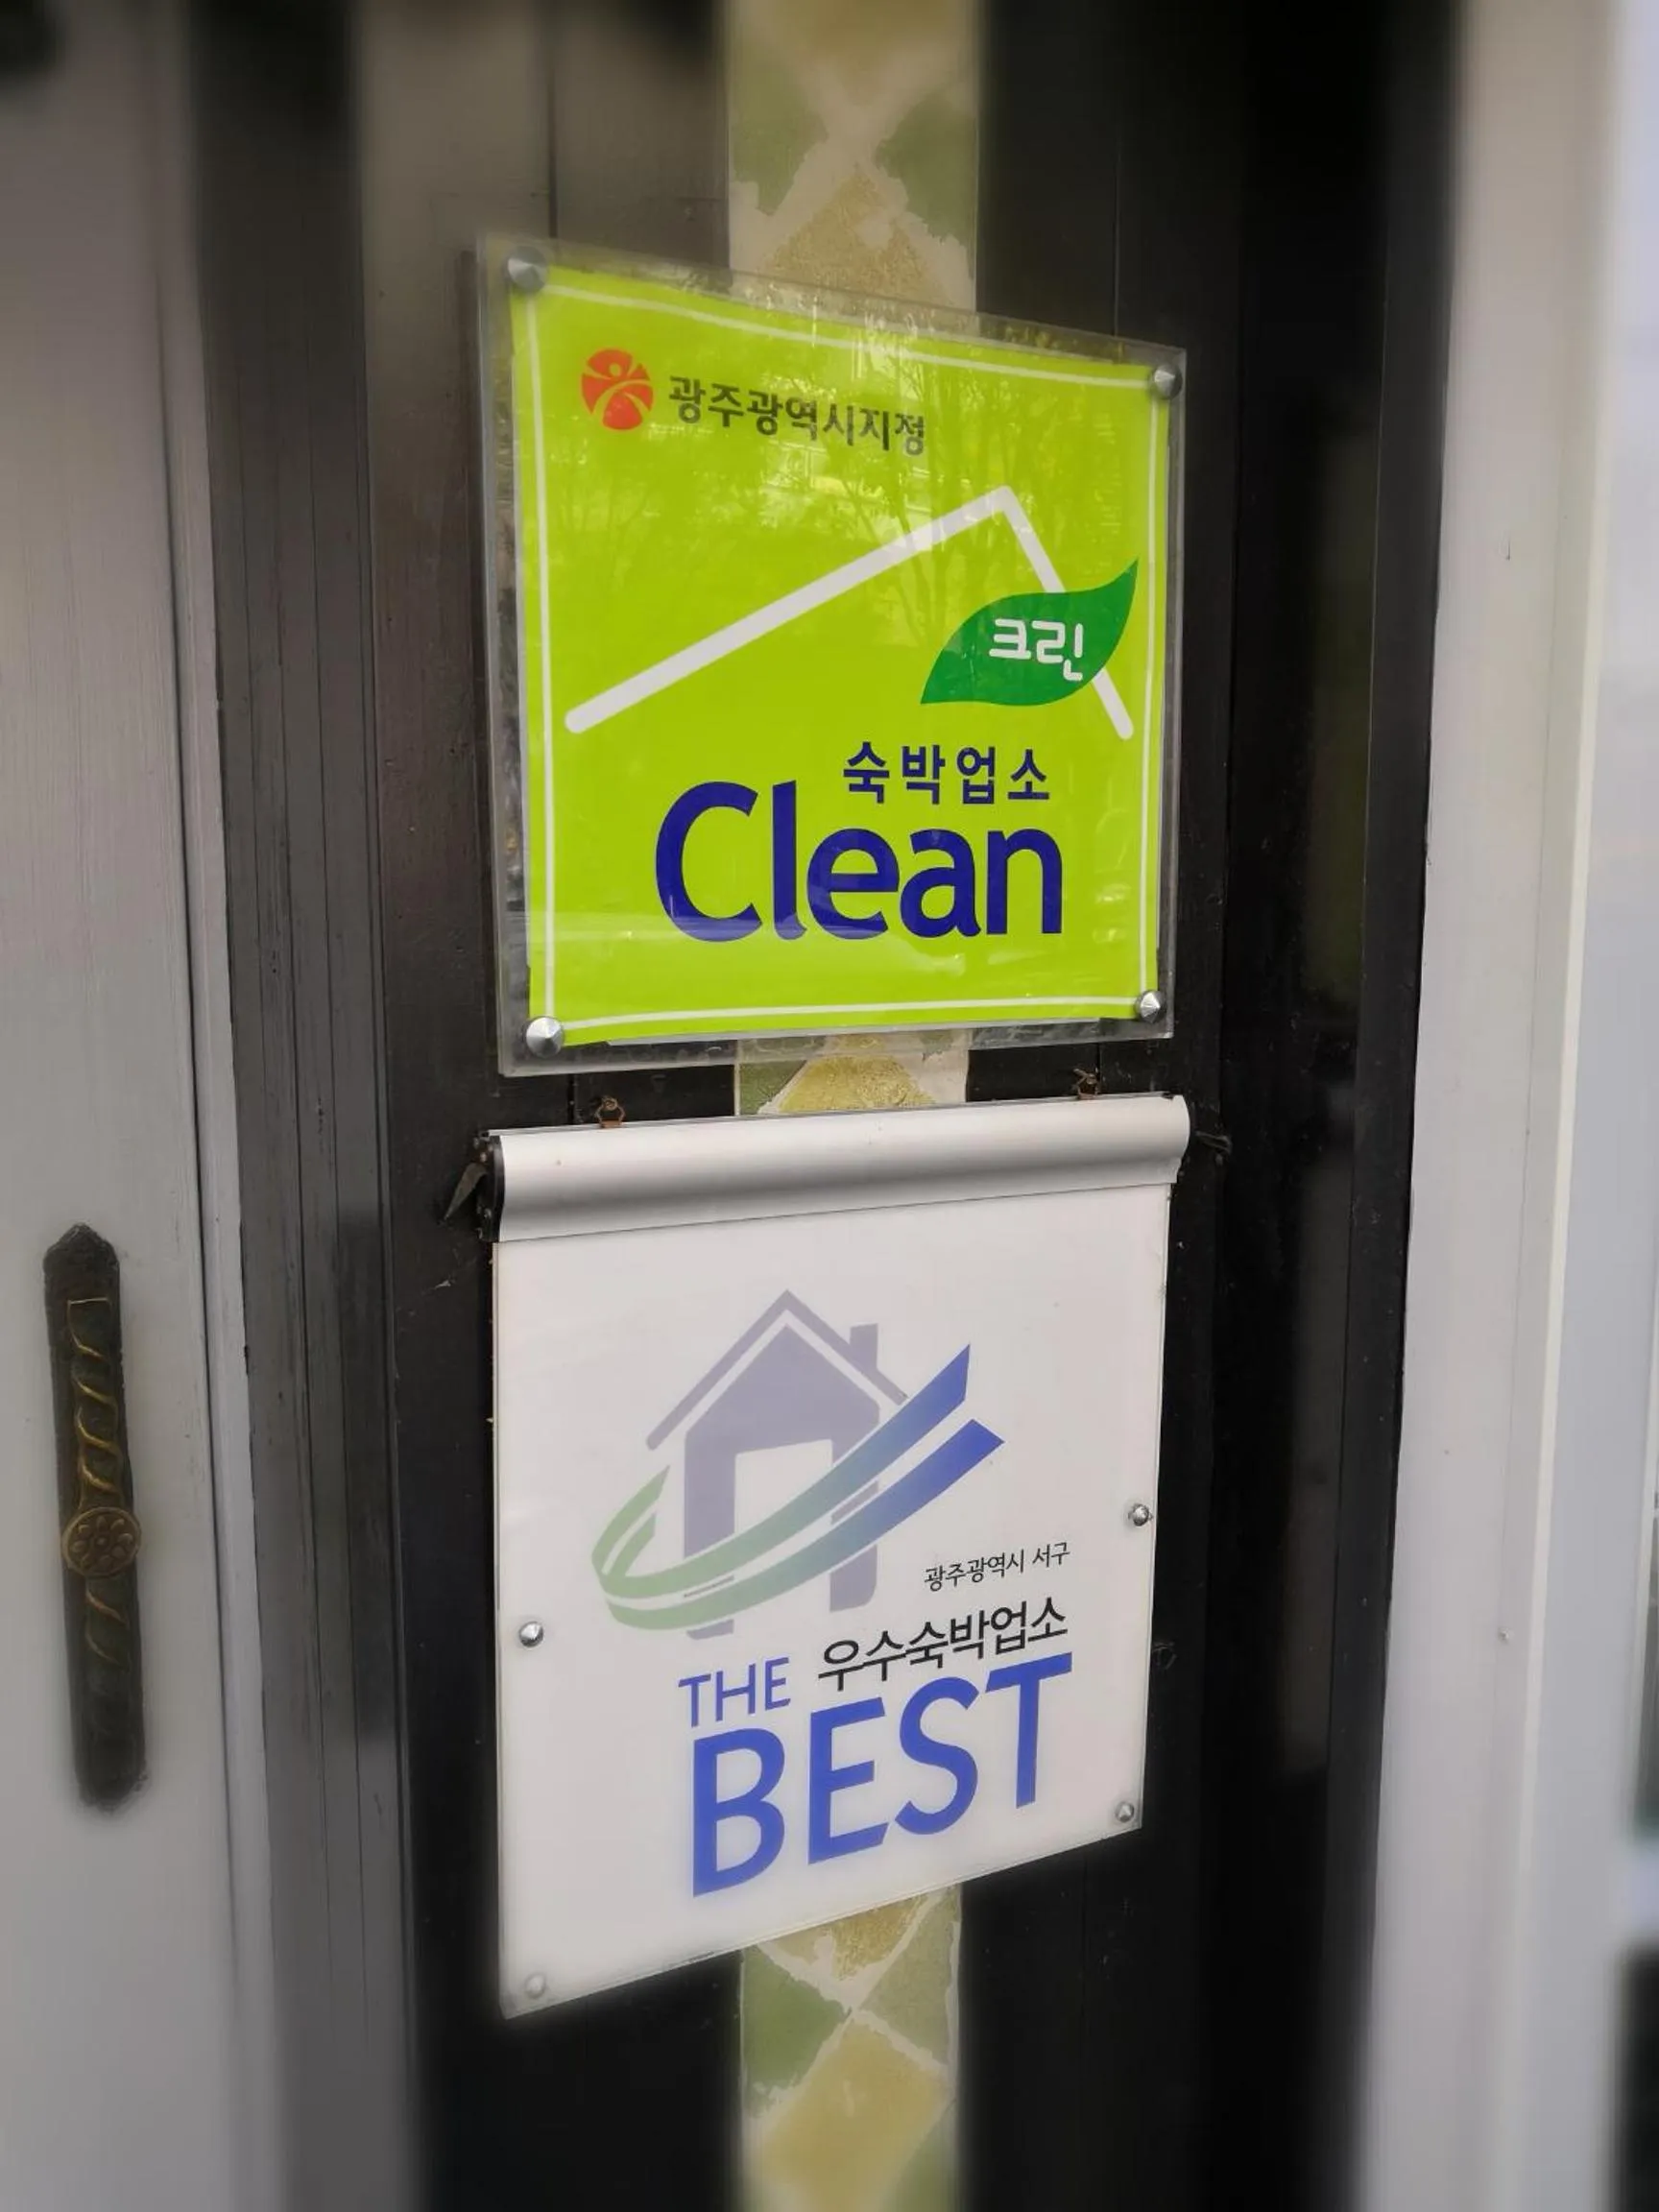 광주광역시지정
크린
숙박업소
Clean
광주광역시 서구
THE 우수숙박업소
BEST